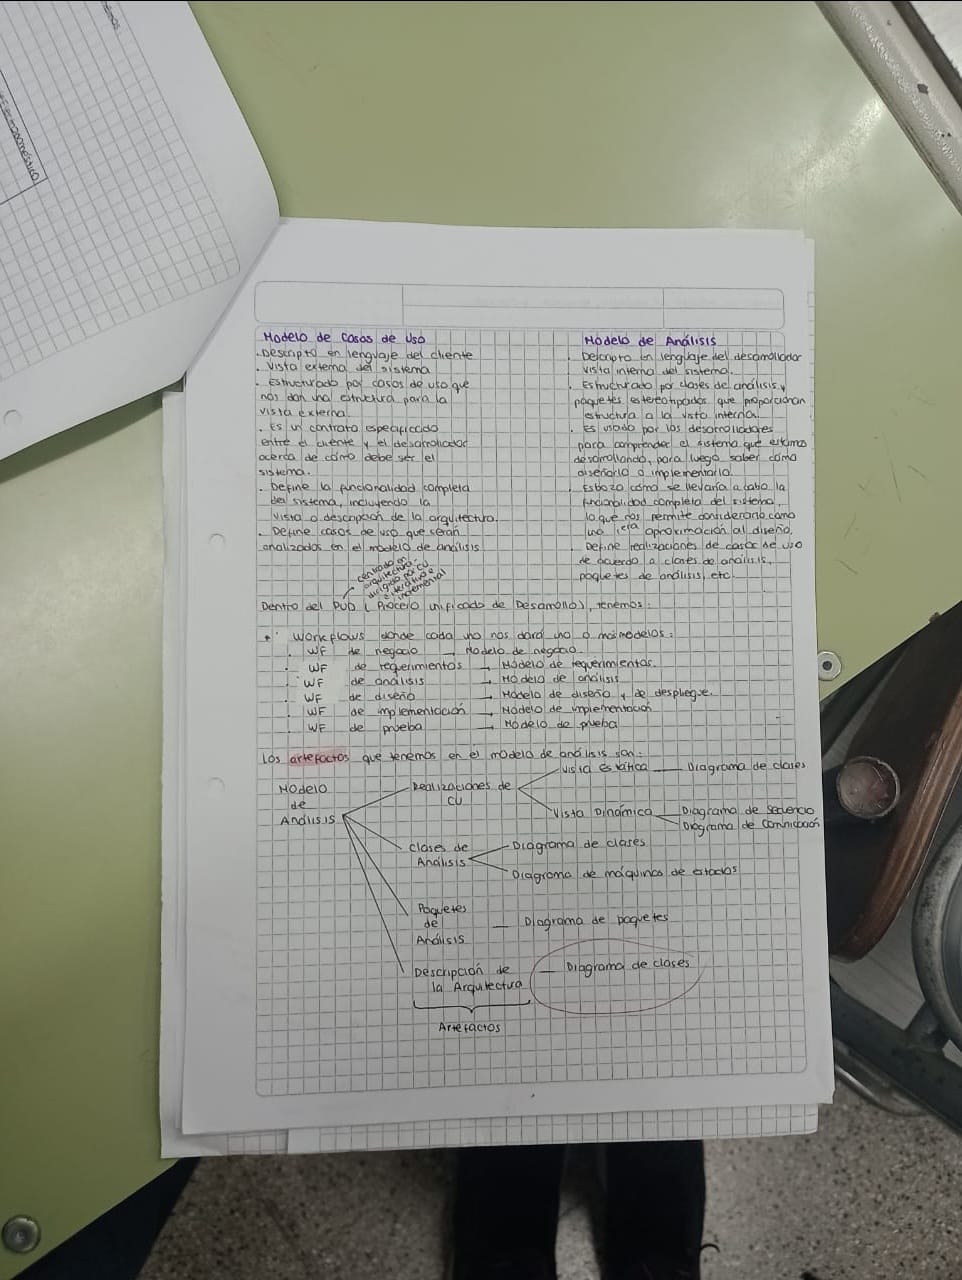 Modelo de Casos de Uso
. Descripto en lenguaje del cliente
. Vista externa del sistema
. Estructurado por casos de uso que
nos dan una estructura para la
vista externa.
. Es un contrato especificado
entre el cliente y el desarrollador
acerca de cómo debe ser el
sistema.
. Define la funcionalidad completa
del sistema, incluyendo la
vista o descripción de la arquitectura.
. Define casos de uso que serán
analizados en el modelo de análisis
Modelo de Análisis
. Descripto en lenguaje del desarrollador
. Vista interna del sistema.
. Estructurado por clases de análisis y
paquetes estereotipados que proporcionan
estructura a la vista interna.
. Es usado por los desarrolladores
para comprender el sistema que estamos
desarrollando, para luego saber cómo
diseñarlo o implementarlo.
. Esbozo cómo se llevaría a cabo la
funcionalidad completa del sistema,
lo que nos permite considerarlo como
una 1era aproximación al diseño.
. Define realizaciones de casos de uso
de acuerdo a clases de análisis,
paquetes de análisis, etc.
centrado en
arquitectura -
dirigido por CU
e iterativo e
incremental
Dentro del PUD ( Proceso Unificado de Desarrollo), tenemos:
Workflows donde cada uno nos dará uno o más modelos:
. WF de negocio → Modelo de negocio.
. WF de requerimientos → Modelo de requerimientos.
. WF de análisis → Modelo de análisis
. WF de diseño → Modelo de diseño y de despliegue.
. WF de implementación → Modelo de implementación
. WF de prueba → Modelo de prueba
Los artefactos que tenemos en el modelo de análisis son:
Modelo
de
Análisis
Realizaciones de
CU
Vista estática — Diagrama de clases
Vista Dinámica
Diagrama de secuencia
Diagrama de comunicación
Clases de
Análisis
Diagrama de clases
Diagrama de máquina de estados
Paquetes
de
Análisis
— Diagrama de paquetes
Descripción de
la Arquitectura
— Diagrama de clases
Artefactos